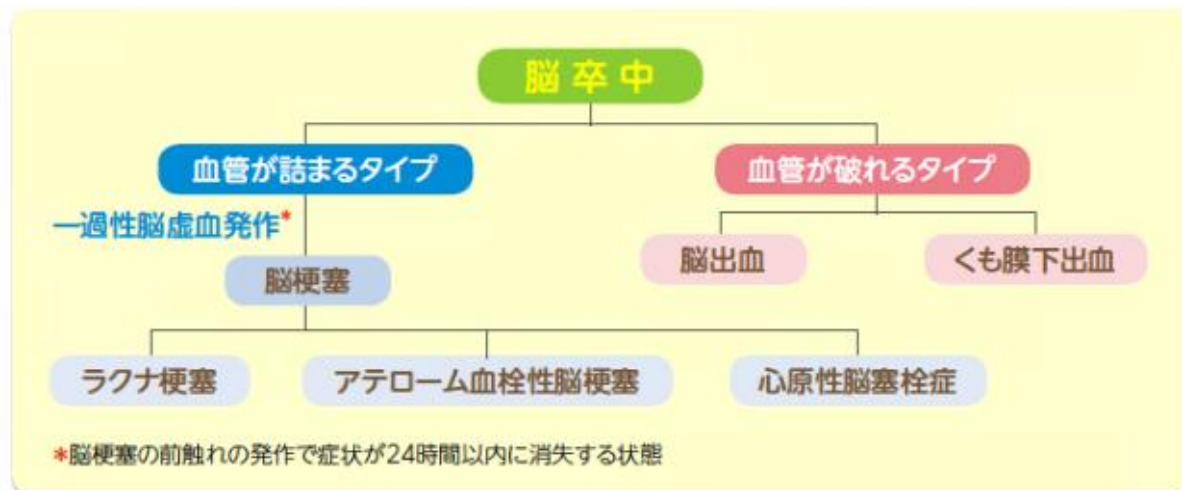 脳卒中
血管が詰まるタイプ
血管が破れるタイプ
一過性脳虚血発作*
脳出血
くも膜下出血
脳梗塞
ラクナ梗塞
アテローム血栓性脳梗塞
心原性脳塞栓症
*脳梗塞の前触れの発作で症状が24時間以内に消失する状態